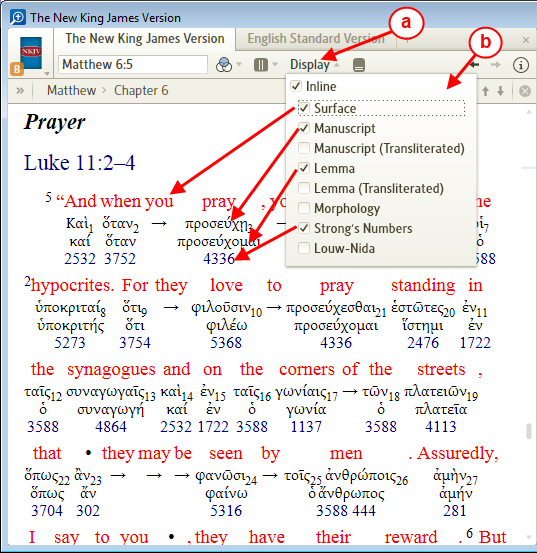 The New King James Version
a
b
The New King James Version English Standard Version
NKJV
B
Matthew 6:5 Display
» Matthew › Chapter 6
Inline
Surface
Manuscript
Manuscript (Transliterated)
Lemma
Lemma (Transliterated)
Morphology
Strong's Numbers
Louw-Nida
Prayer
Luke 11:2–4
5 “And when you pray , yo ne
Καὶ1 ὅταν2 → προσεύχῃ3 οἱ7
καί ὅταν προσεύχομαι
2532 3752 4336 588
2hypocrites. For they love to pray standing in
ὑποκριταί8 ὅτι9 → φιλοῦσιν10 → προσεύχεσθαι21 ἑστῶτες20 ἐν11
ὑποκριτής ὅτι φιλέω προσεύχομαι ἵστημι ἐν
5273 3754 5368 4336 2476 1722
the synagogues and on the corners of the streets ,
ταῖς12 συναγωγαῖς13 καὶ14 ἐν15 ταῖς16 γωνίαις17 → τῶν18 πλατειῶν19
ὁ συναγωγή καί ἐν ὁ γωνία ὁ πλατεῖα
3588 4864 2532 1722 3588 1137 3588 4113
that • they may be seen by men . Assuredly,
ὅπως22 ἂν23 → → → φανῶσι24 → τοῖς25 ἀνθρώποις26 ἀμὴν27
ὅπως ἄν φαίνω ὁ ἄνθρωπος ἀμήν
3704 302 5316 3588 444 281
I say to you •, they have their reward . 6 But